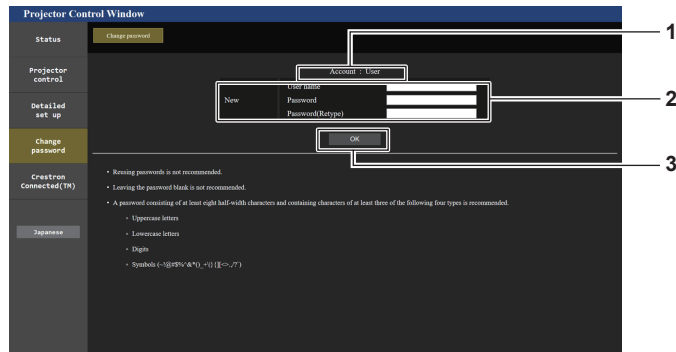 Projector Control Window
Status
Change password
1
Projector
control
Account : User
User name
New
Password
2
Detailed
set up
Password(Retype)
Change
password
OK
3
Crestron
Connected(TM)
• Reusing passwords is not recommended.
• Leaving the password blank is not recommended.
• A password consisting of at least eight half-width characters and containing characters of at least three of the following four types is recommended.
• Uppercase letters
Japanese
• Lowercase letters
• Digits
• Symbols (~!@#$%^&*()_+\|}{][<>.,/?`)